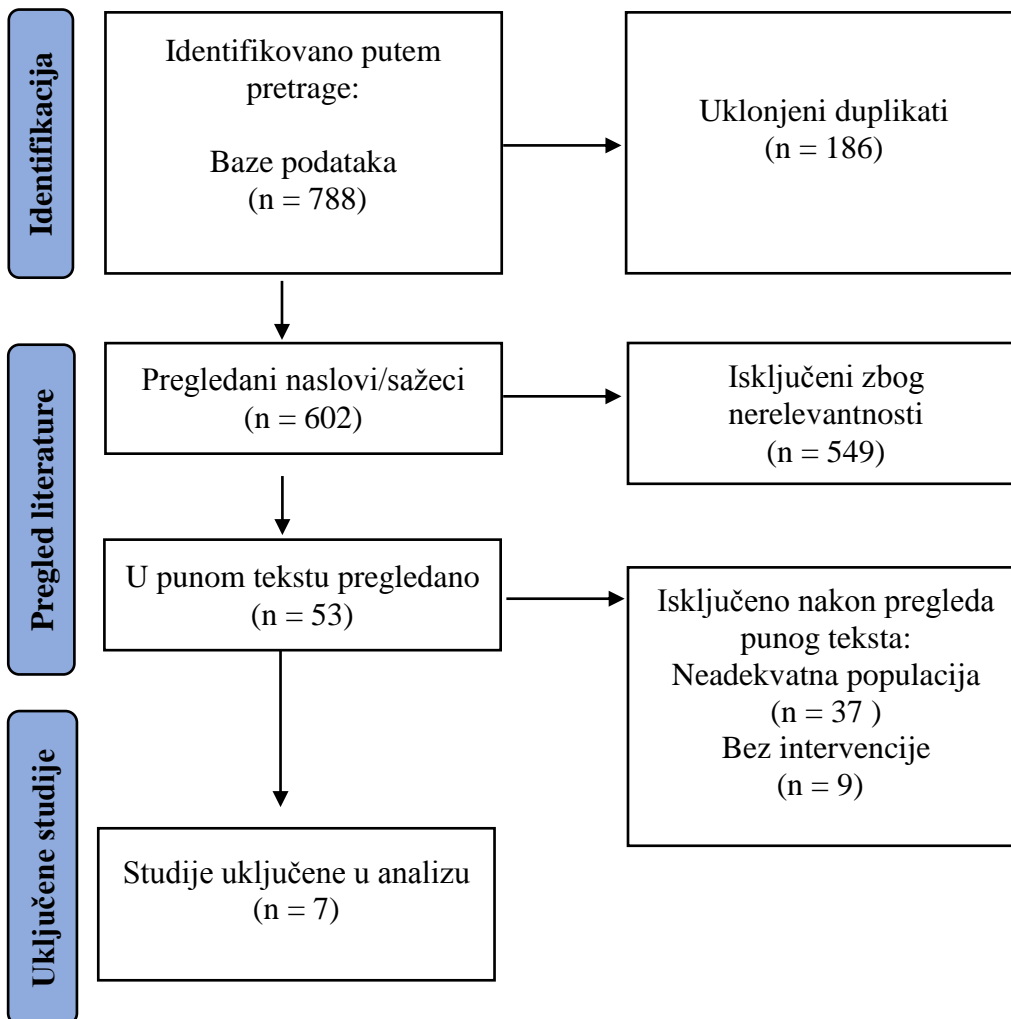 Identifikacija
Identifikovano putem
pretrage:
Baze podataka
(n = 788)
Uklonjeni duplikati
(n = 186)
Pregled literature
Pregledani naslovi/sažeci
(n = 602)
Isključeni zbog
nerelevantnosti
(n = 549)
U punom tekstu pregledano
(n = 53)
Isključeno nakon pregleda
punog teksta:
Neadekvatna populacija
(n = 37 )
Bez intervencije
(n = 9)
Uključene studije
Studije uključene u analizu
(n = 7)